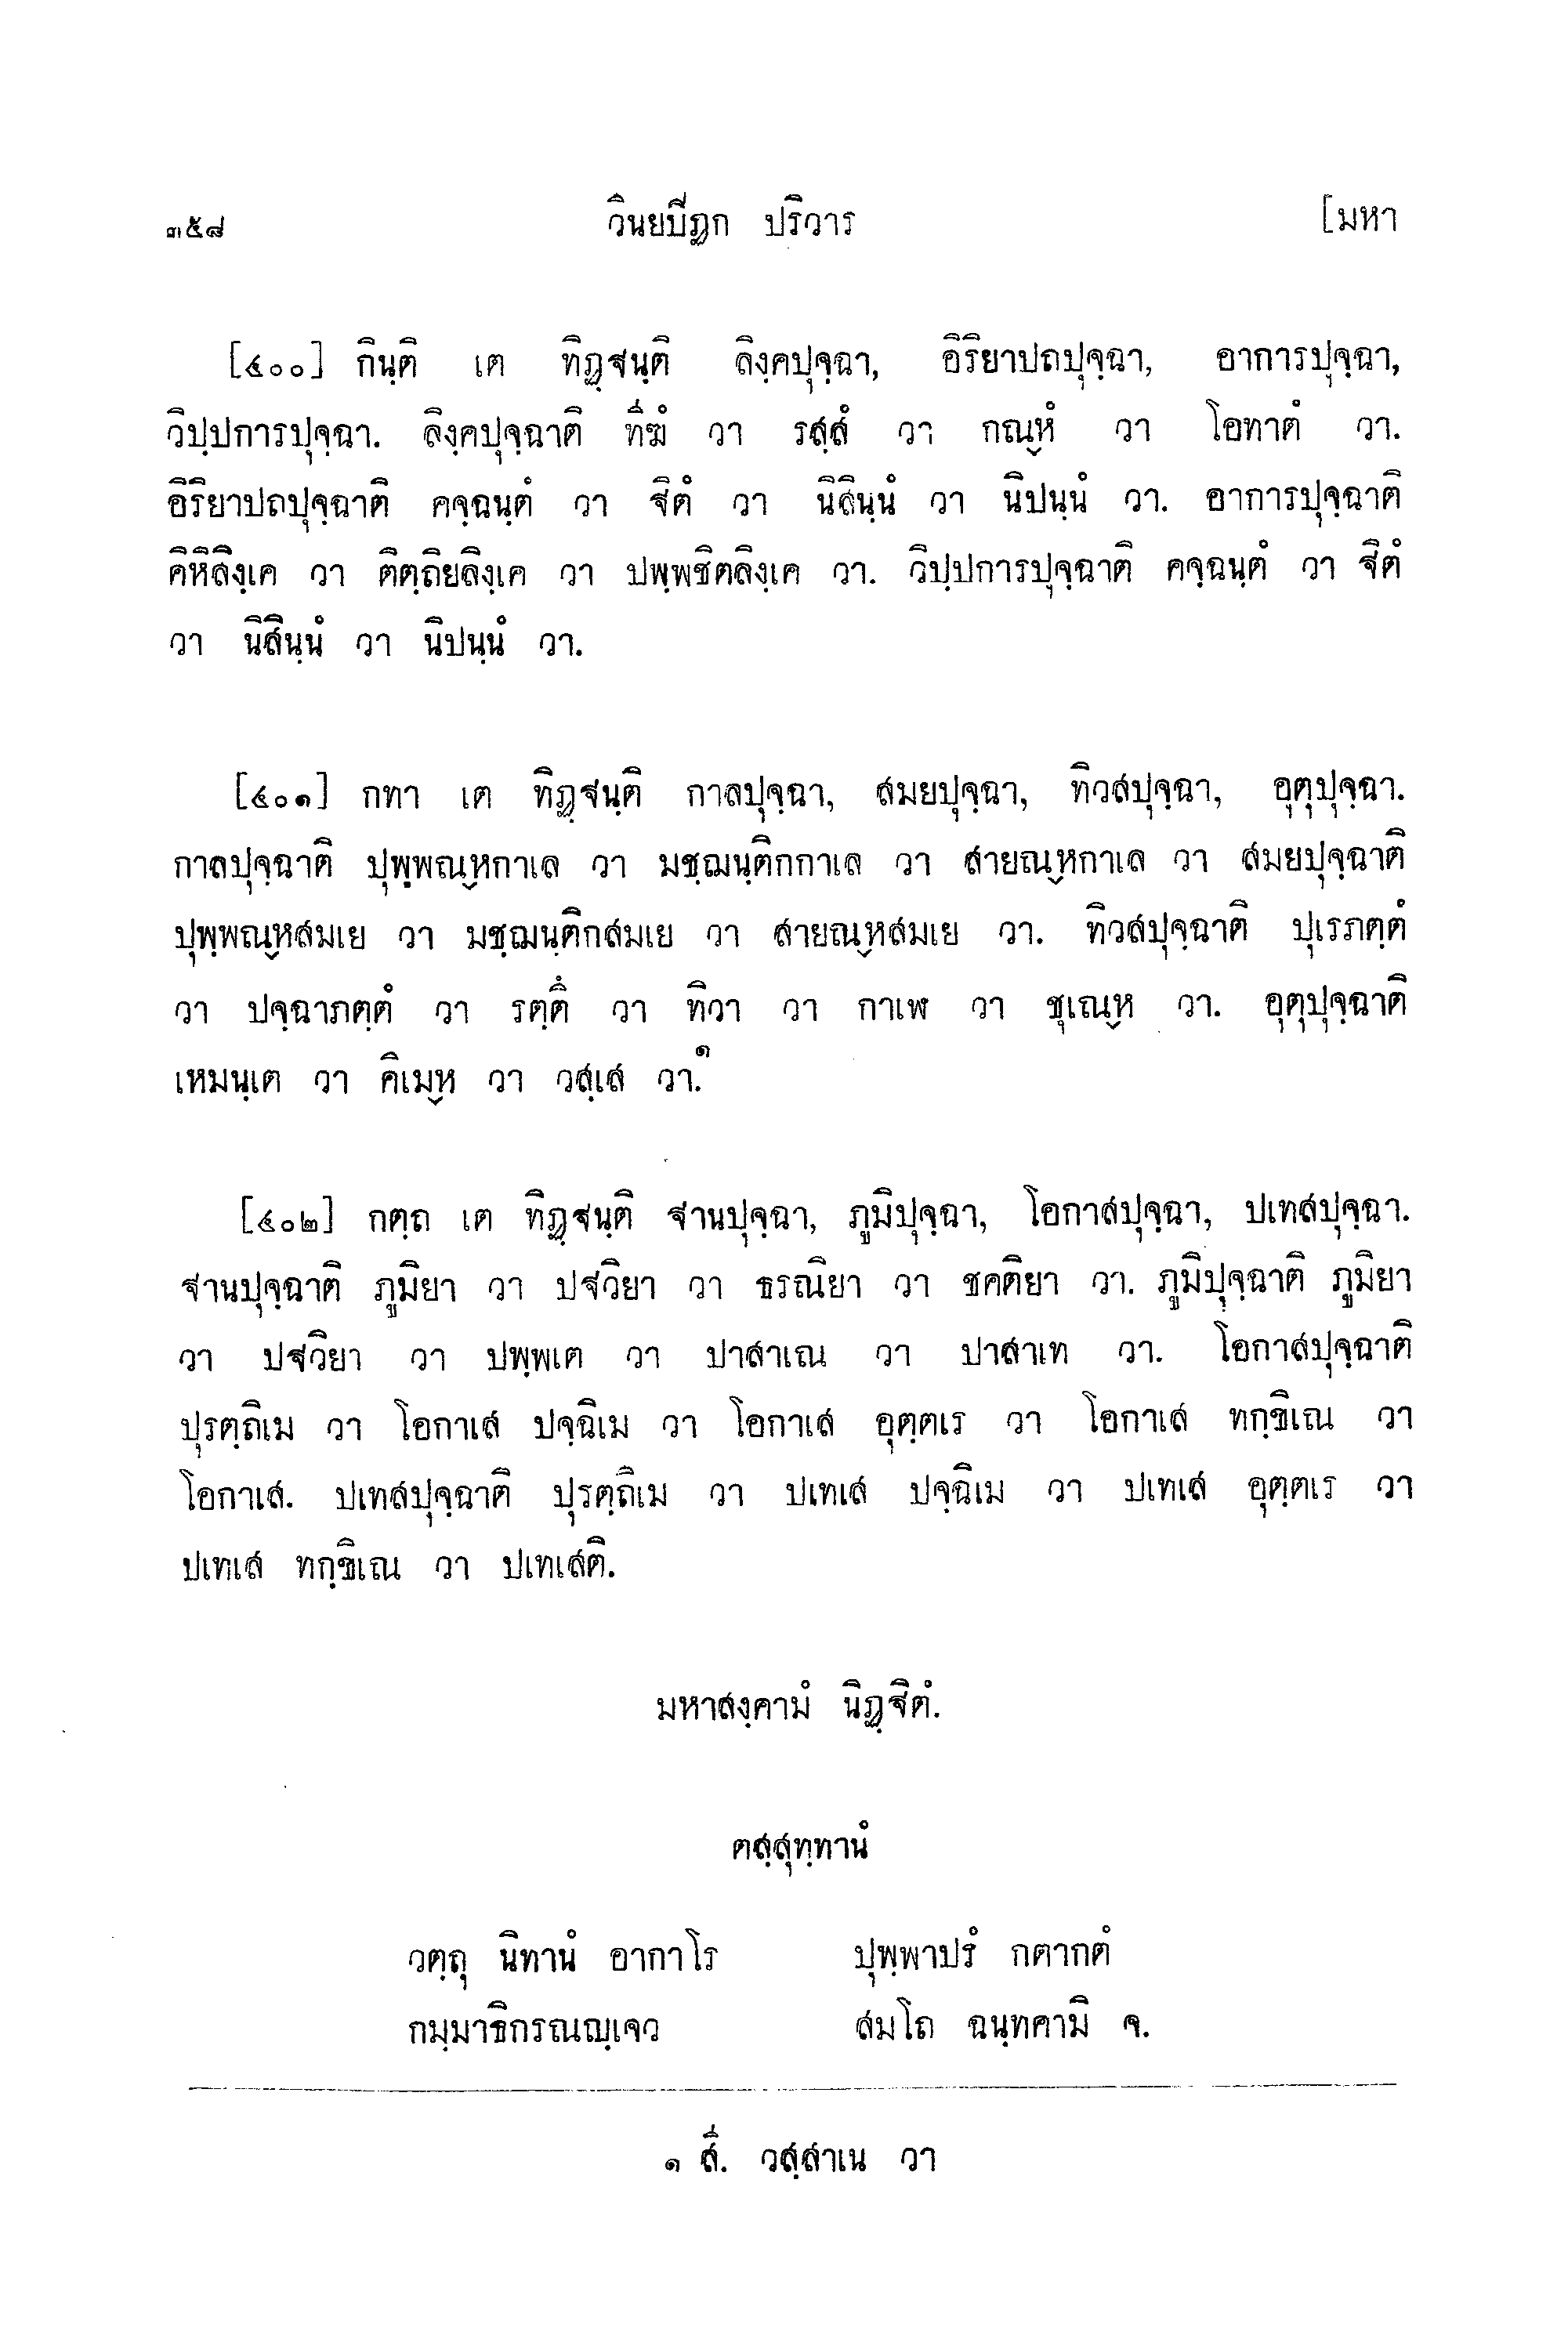 ๓๕๘ วินยปิฏก ปริวาร [มหา
[๔๐๐] กินฺติ เต ทิฏฺฐนฺติ ลิงฺคปุจฺฉา, อิริยาปถปุจฺฉา, อาการปุจฺฉา,
วิปฺปการปุจฺฉา. ลิงฺคปุจฺฉาติ ทีฆํ วา รสฺสํ วา กณฺหํ วา โอทาตํ วา.
อิริยาปถปุจฺฉาติ คจฺฉนฺตํ วา ฐิตํ วา นิสินฺนํ วา นิปนฺนํ วา. อาการปุจฺฉาติ
คิหิลิงฺเค วา ติตฺถิยลิงฺเค วา ปพฺพชิตลิงฺเค วา. วิปฺปการปุจฺฉาติ คจฺฉนฺตํ วา ฐิตํ
วา นิสินฺนํ วา นิปนฺนํ วา.
[๔๐๑] กทา เต ทิฏฺฐนฺติ กาลปุจฺฉา, สมยปุจฺฉา, ทิวสปุจฺฉา, อุตุปุจฺฉา.
กาลปุจฺฉาติ ปุพฺพณฺหกาเล วา มชฺฌนฺติกกาเล วา สายณฺหกาเล วา สมยปุจฺฉาติ
ปุพฺพณฺหสมเย วา มชฺฌนฺติกสมเย วา สายณฺหสมเย วา. ทิวสปุจฺฉาติ ปุเรภตฺตํ
วา ปจฺฉาภตฺตํ วา รตฺตึ วา ทิวา วา กาเฬ วา ชุเณฺห วา. อุตุปุจฺฉาติ
เหมนฺเต วา คิเมฺห วา วสฺเส วา.๑
[๔๐๒] กตฺถ เต ทิฏฺฐนฺติ ฐานปุจฺฉา, ภูมิปุจฺฉา, โอกาสปุจฺฉา, ปเทสปุจฺฉา.
ฐานปุจฺฉาติ ภูมิยา วา ปฐวิยา วา ธรณิยา วา ชคติยา วา. ภูมิปุจฺฉาติ ภูมิยา
วา ปฐวิยา วา ปพฺพเต วา ปาสาเณ วา ปาสาเท วา. โอกาสปุจฺฉาติ
ปุรตฺถิเม วา โอกาเส ปจฺฉิเม วา โอกาเส อุตฺตเร วา โอกาเส ทกฺขิเณ วา
โอกาเส. ปเทสปุจฺฉาติ ปุรตฺถิเม วา ปเทเส ปจฺฉิเม วา ปเทเส อุตฺตเร วา
ปเทเส ทกฺขิเณ วา ปเทเสติ.
มหาสงฺคามํ นิฏฺฐิตํ.
ตสฺสุทฺทานํ
วตฺถุ นิทานํ อากาโร ปุพฺพาปรํ กตากตํ
กมฺมาธิกรณญฺเจว สมโถ ฉนฺทคามิ จ.
๑ สี. วสฺสาเน วา